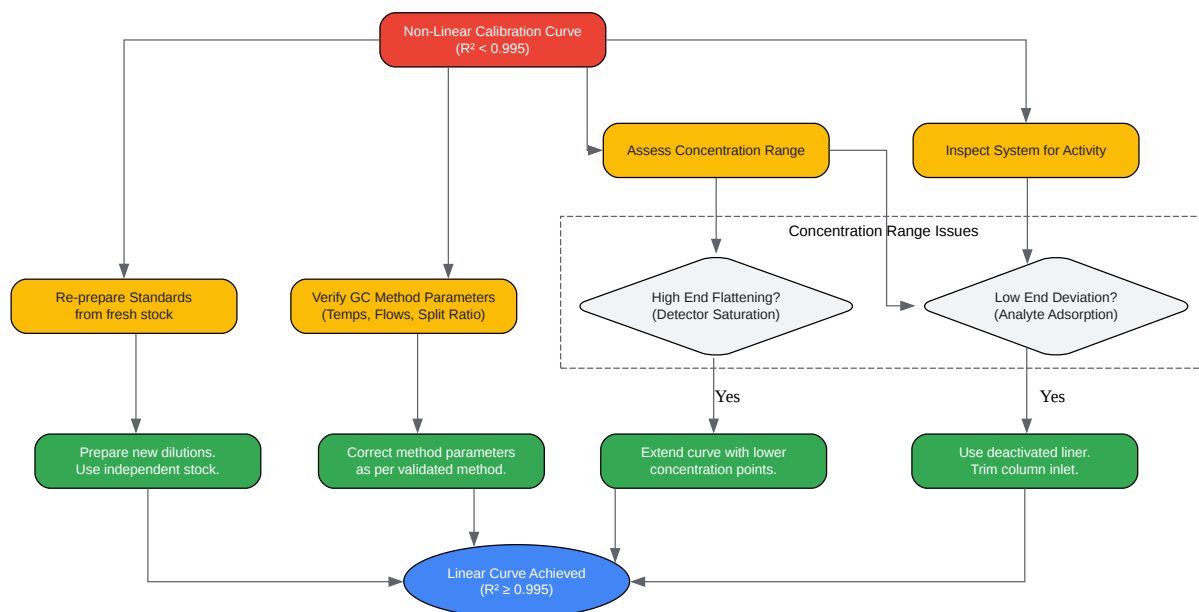 Non-Linear Calibration Curve
(R² < 0.995)
Assess Concentration Range
Inspect System for Activity
Concentration Range Issues
Re-prepare Standards
from fresh stock
Verify GC Method Parameters
(Temps, Flows, Split Ratio)
High End Flattening?
(Detector Saturation)
Low End Deviation?
(Analyte Adsorption)
Yes
Yes
Prepare new dilutions.
Use independent stock.
Correct method parameters
as per validated method.
Extend curve with lower
concentration points.
Use deactivated liner.
Trim column inlet.
Linear Curve Achieved
(R² ≥ 0.995)